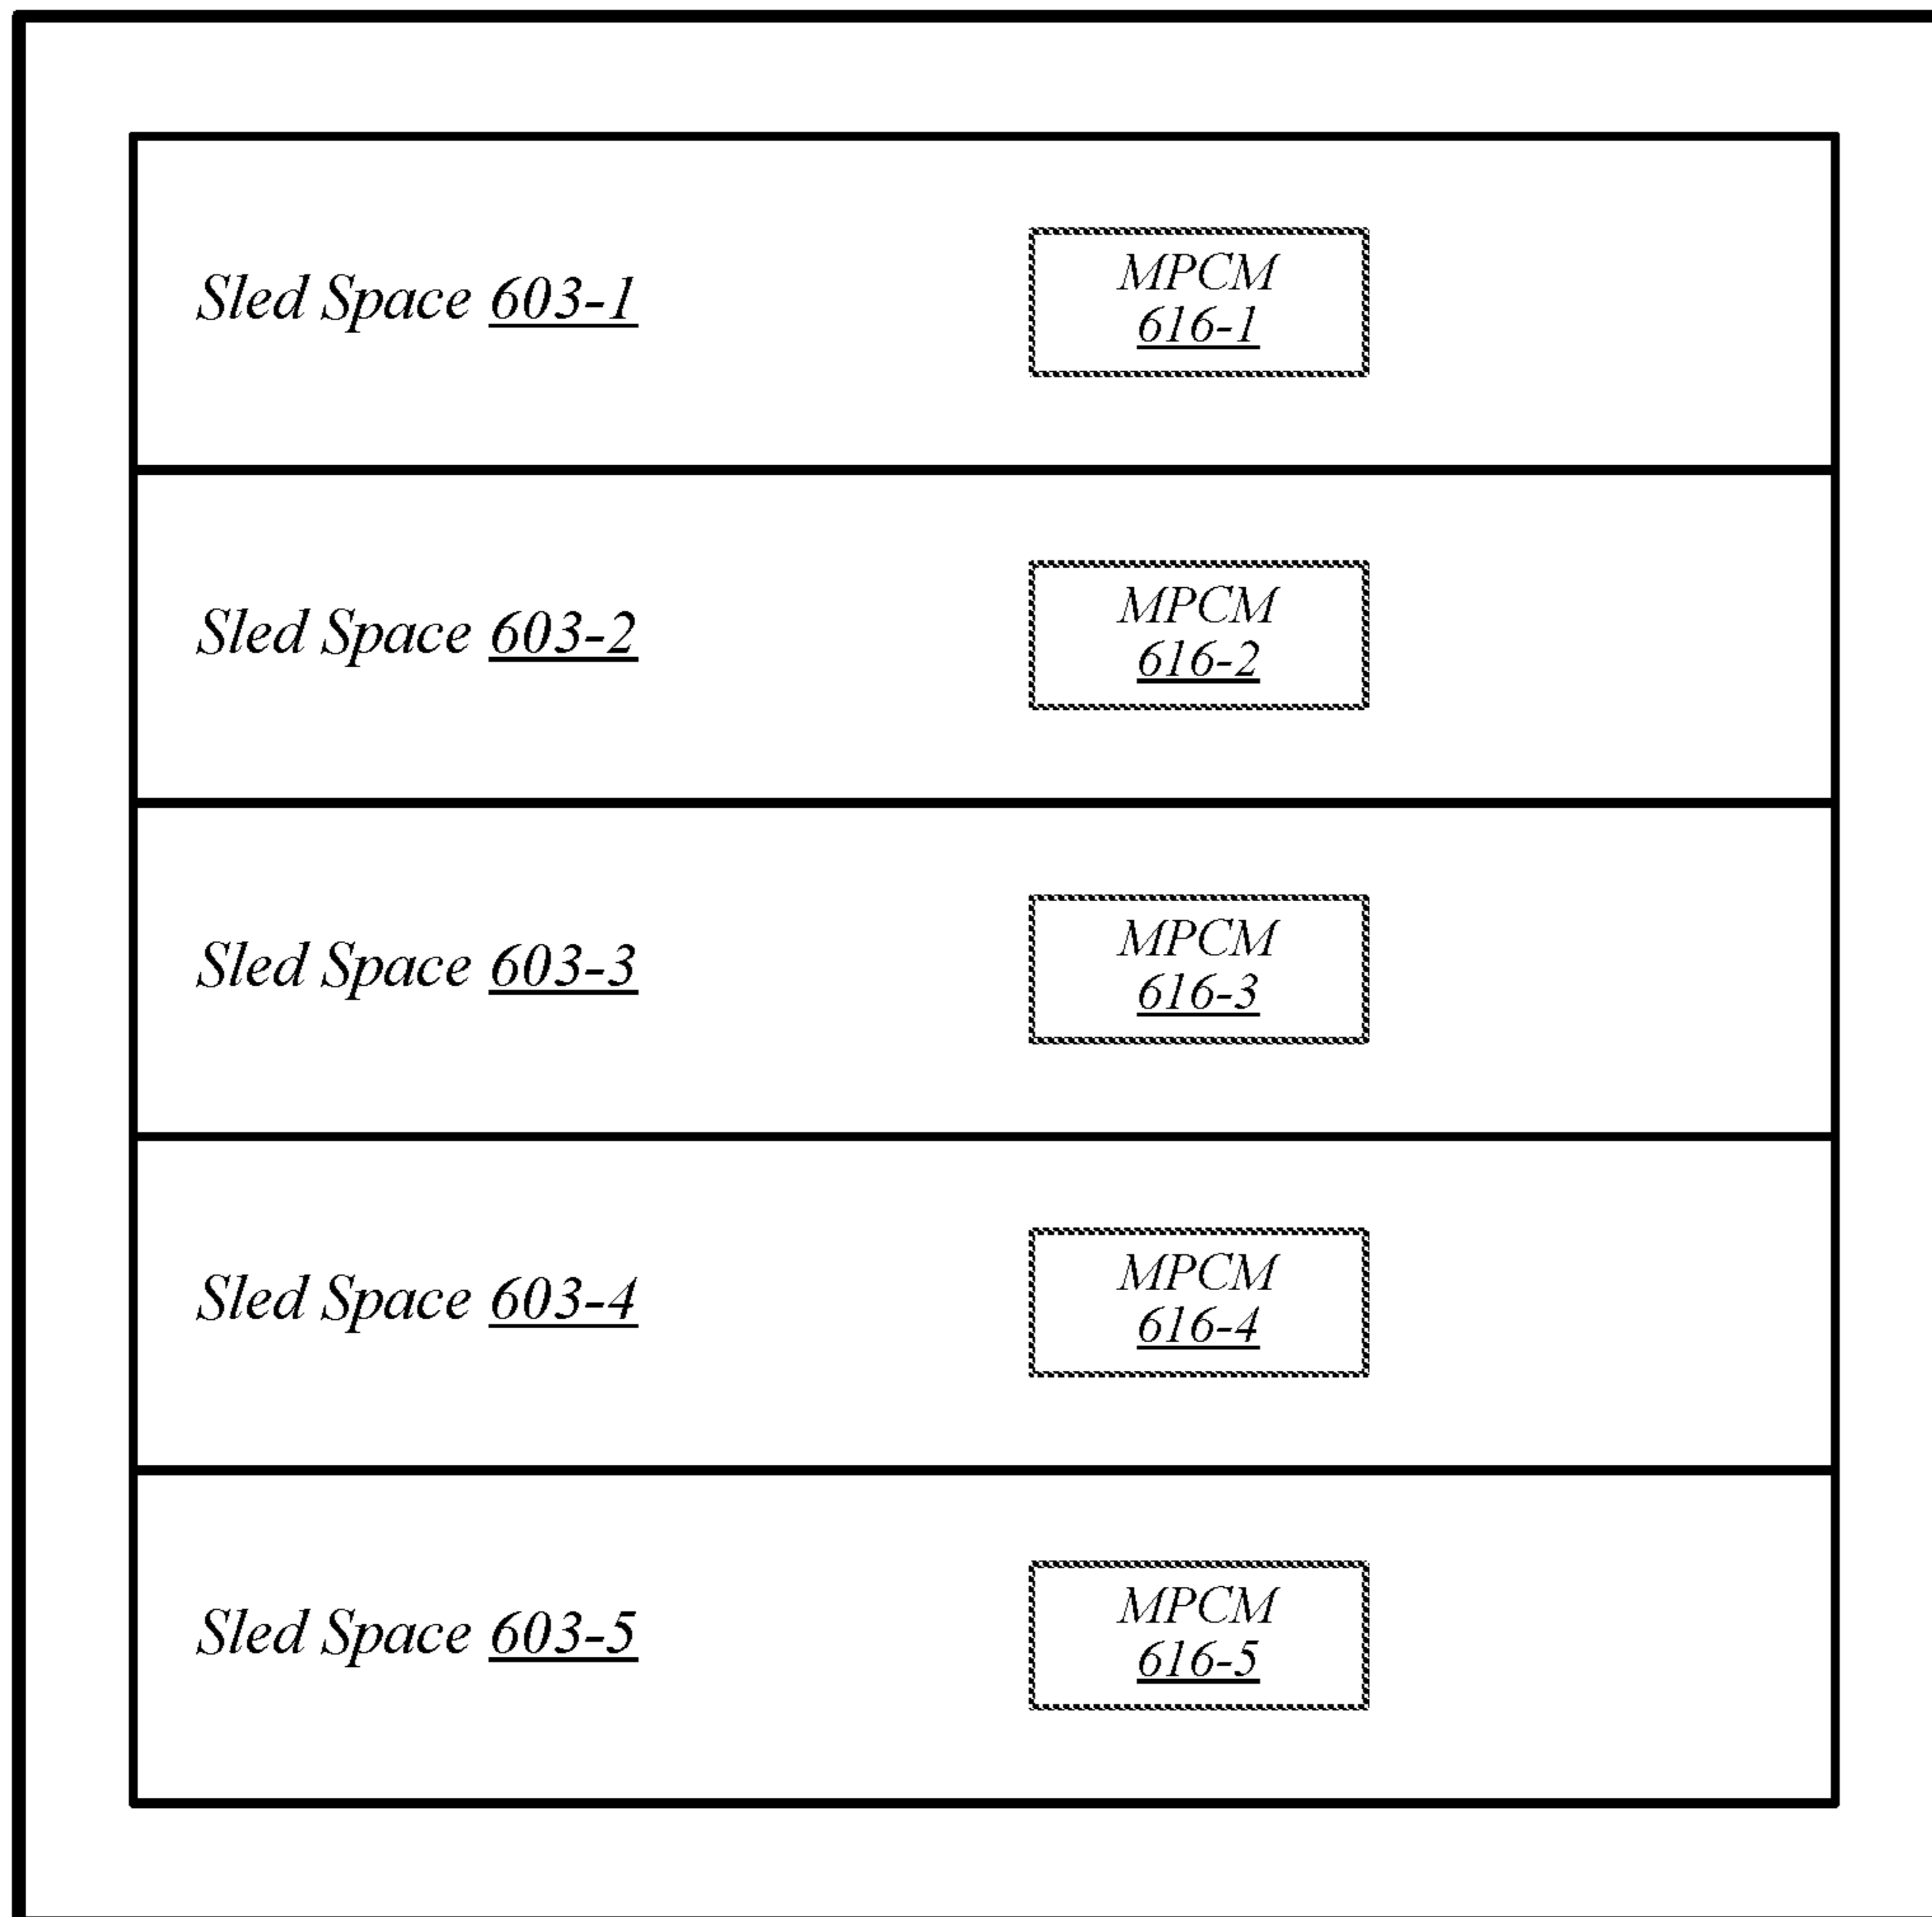 Sled Space 603-1
MPCM
616-1
Sled Space 603-2
MPCM
616-2
Sled Space 603-3
MPCM
616-3
Sled Space 603-4
MPCM
616-4
Sled Space 603-5
MPCM
616-5